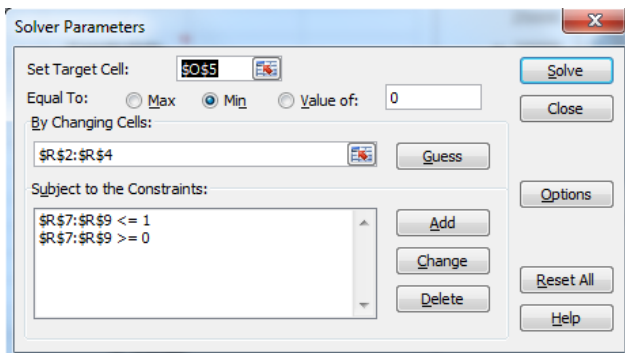 Solver Parameters
Set Target Cell: $O$5 Solve
Equal To: Max Min Value of: 0 Close
By Changing Cells:
$R$2:$R$4 Guess
Subject to the Constraints: Options
$R$7:$R$9 <= 1 Add
$R$7:$R$9 >= 0
Change
Reset All
Delete
Help